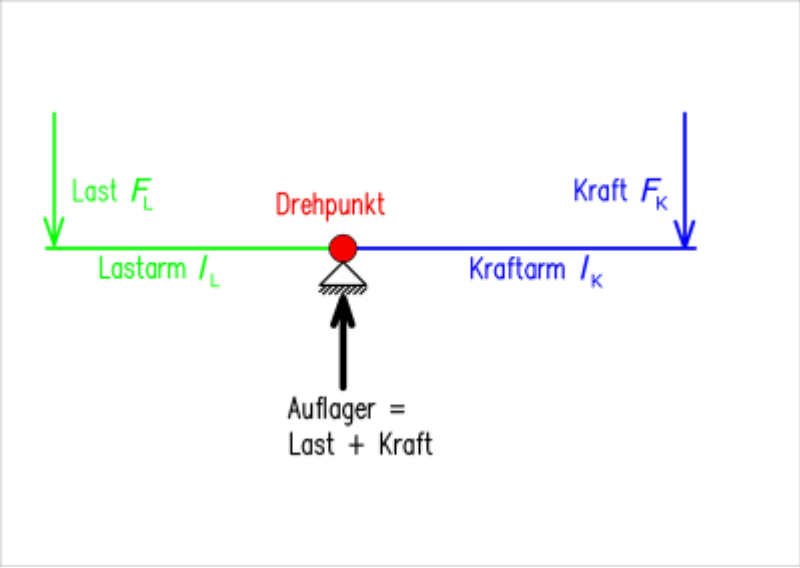 Last F_L
Drehpunkt
Kraft F_K
Lastarm l_L
Kraftarm l_K
Auflager =
Last + Kraft